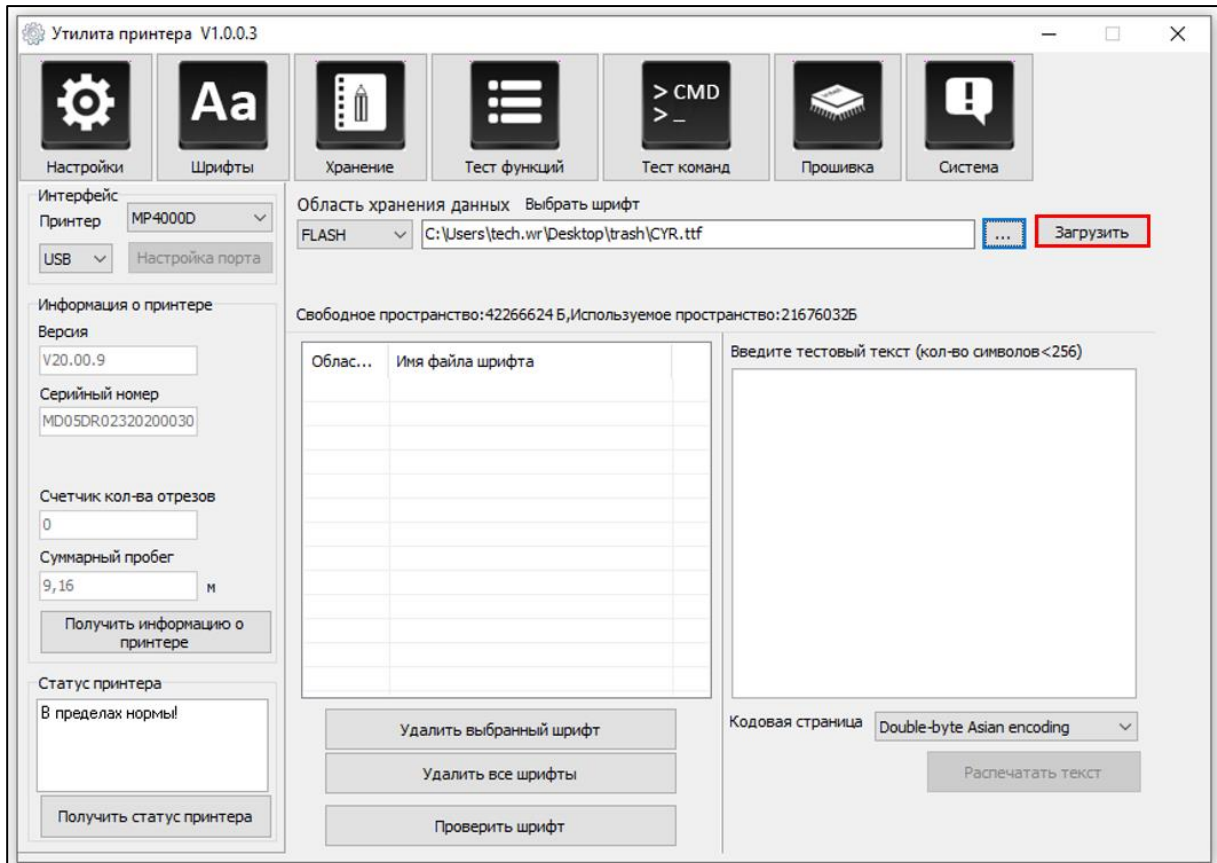 Утилита принтера V1.0.0.3
Aa
> CMD
> _
Настройки
Шрифты
Хранение
Тест функций
Тест команд
Прошивка
Система
Интерфейс
Принтер
MP4000D
USB
Настройка порта
Информация о принтере
Версия
V20.00.9
Серийный номер
MD05DR02320200030
Счетчик кол-ва отрезов
0
Суммарный пробег
9,16
м
Получить информацию о
принтере
Статус принтера
В пределах нормы!
Получить статус принтера
Область хранения данных Выбрать шрифт
FLASH
C:\Users\tech.wr\Desktop\trash\CYR.ttf
...
Загрузить
Свободное пространство:42266624 Б,Используемое пространство:21676032Б
Облас...
Имя файла шрифта
Удалить выбранный шрифт
Удалить все шрифты
Проверить шрифт
Введите тестовый текст (кол-во символов<256)
Кодовая страница
Double-byte Asian encoding
Распечатать текст